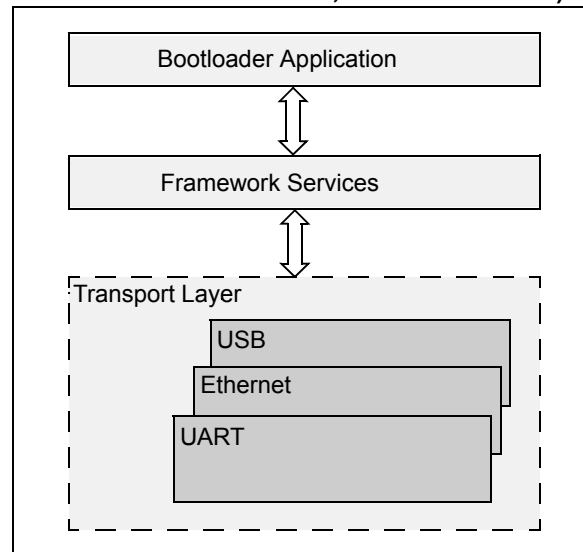 Bootloader Application
Framework Services
Transport Layer
USB
Ethernet
UART